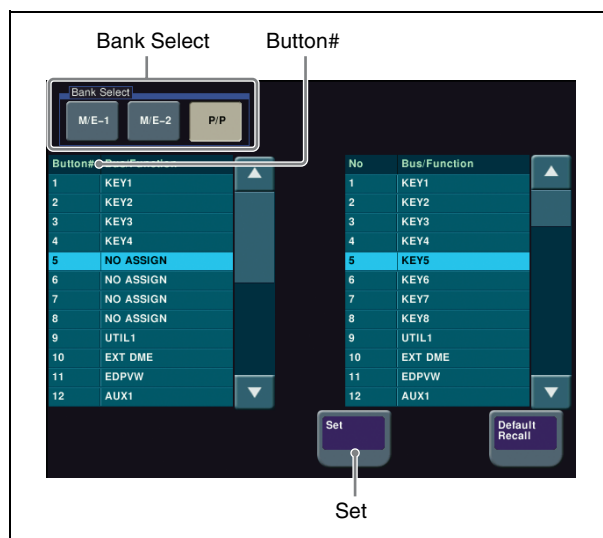 Bank Select Button#
Bank Select
M/E-1 M/E-2 P/P
Button# Bus/Function
1 KEY1
2 KEY2
3 KEY3
4 KEY4
5 NO ASSIGN
6 NO ASSIGN
7 NO ASSIGN
8 NO ASSIGN
9 UTIL1
10 EXT DME
11 EDPVW
12 AUX1
No Bus/Function
1 KEY1
2 KEY2
3 KEY3
4 KEY4
5 KEY5
6 KEY6
7 KEY7
8 KEY8
9 UTIL1
10 EXT DME
11 EDPVW
12 AUX1
Set
Default
Recall
Set